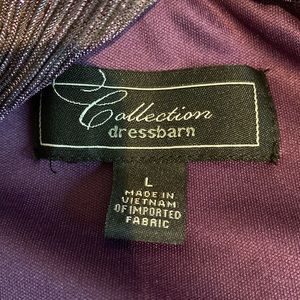 Collection
dressbarn
L
MADE IN
VIETNAM
OF IMPORTED
FABRIC